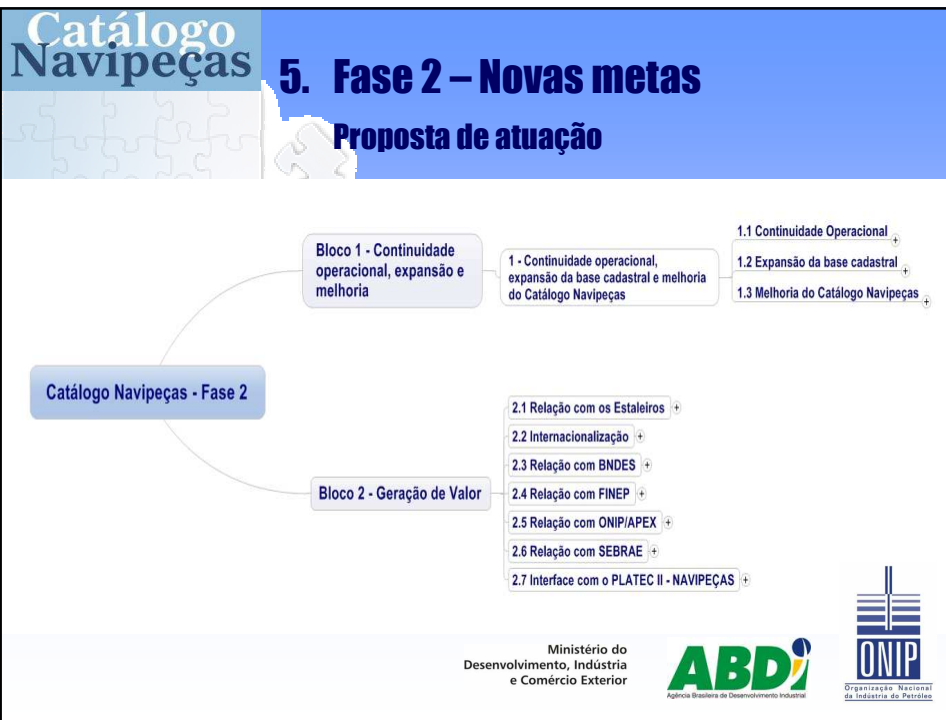 Catálogo
Navipeças
5. Fase 2 – Novas metas
Proposta de atuação
Catálogo Navipeças - Fase 2
Bloco 1 - Continuidade
operacional, expansão e
melhoria
1 - Continuidade operacional,
expansão da base cadastral e melhoria
do Catálogo Navipeças
1.1 Continuidade Operacional
1.2 Expansão da base cadastral
1.3 Melhoria do Catálogo Navipeças
Bloco 2 - Geração de Valor
2.1 Relação com os Estaleiros
2.2 Internacionalização
2.3 Relação com BNDES
2.4 Relação com FINEP
2.5 Relação com ONIP/APEX
2.6 Relação com SEBRAE
2.7 Interface com o PLATEC II - NAVIPEÇAS
Ministério do
Desenvolvimento, Indústria
e Comércio Exterior
ABDi
Agência Brasileira de Desenvolvimento Industrial
ONIP
Organização Nacional
da Indústria do Petróleo